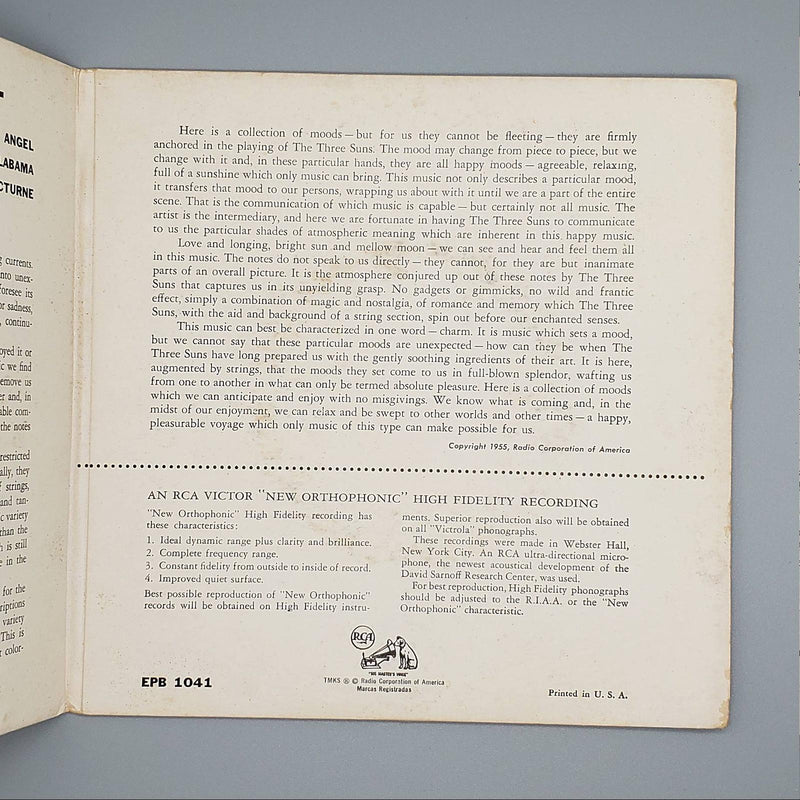 ANGEL
LABAMA
CTURNE
g currents.
nto unex-
foresee its
or sadness,
, continu-
oyed it or
c we find
emove us
er and, in
able com-
the notes
restricted
ally, they
f strings,
and tan-
c variety
than the
h is still
e in the
for the
riptions
variety
This is
t color-
Here is a collection of moods — but for us they cannot be fleeting — they are firmly
anchored in the playing of The Three Suns. The mood may change from piece to piece, but we
change with it and, in these particular hands, they are all happy moods — agreeable, relaxing,
full of a sunshine which only music can bring. This music not only describes a particular mood,
it transfers that mood to our persons, wrapping us about with it until we are a part of the entire
scene. That is the communication of which music is capable — but certainly not all music. The
artist is the intermediary, and here we are fortunate in having The Three Suns to communicate
to us the particular shades of atmospheric meaning which are inherent in this happy music.
Love and longing, bright sun and mellow moon — we can see and hear and feel them all
in this music. The notes do not speak to us directly — they cannot, for they are but inanimate
parts of an overall picture. It is the atmosphere conjured up out of these notes by The Three
Suns that captures us in its unyielding grasp. No gadgets or gimmicks, no wild and frantic
effect, simply a combination of magic and nostalgia, of romance and memory which The Three
Suns, with the aid and background of a string section, spin out before our enchanted senses.
This music can best be characterized in one word — charm. It is music which sets a mood,
but we cannot say that these particular moods are unexpected — how can they be when The
Three Suns have long prepared us with the gently soothing ingredients of their art. It is here,
augmented by strings, that the moods they set come to us in full-blown splendor, wafting us
from one to another in what can only be termed absolute pleasure. Here is a collection of moods
which we can anticipate and enjoy with no misgivings. We know what is coming and, in the
midst of our enjoyment, we can relax and be swept to other worlds and other times — a happy,
pleasurable voyage which only music of this type can make possible for us.
Copyright 1955, Radio Corporation of America
AN RCA VICTOR "NEW ORTHOPHONIC" HIGH FIDELITY RECORDING
"New Orthophonic" High Fidelity recording has
these characteristics:
1. Ideal dynamic range plus clarity and brilliance.
2. Complete frequency range.
3. Constant fidelity from outside to inside of record.
4. Improved quiet surface.
Best possible reproduction of "New Orthophonic"
records will be obtained on High Fidelity instru-
ments. Superior reproduction also will be obtained
on all "Victrola" phonographs.
These recordings were made in Webster Hall,
New York City. An RCA ultra-directional micro-
phone, the newest acoustical development of the
David Sarnoff Research Center, was used.
For best reproduction, High Fidelity phonographs
should be adjusted to the R.I.A.A. or the "New
Orthophonic" characteristic.
RCA
"HIS MASTER'S VOICE"
EPB 1041
TMKS ® © Radio Corporation of America
Marcas Registradas
Printed in U. S. A.